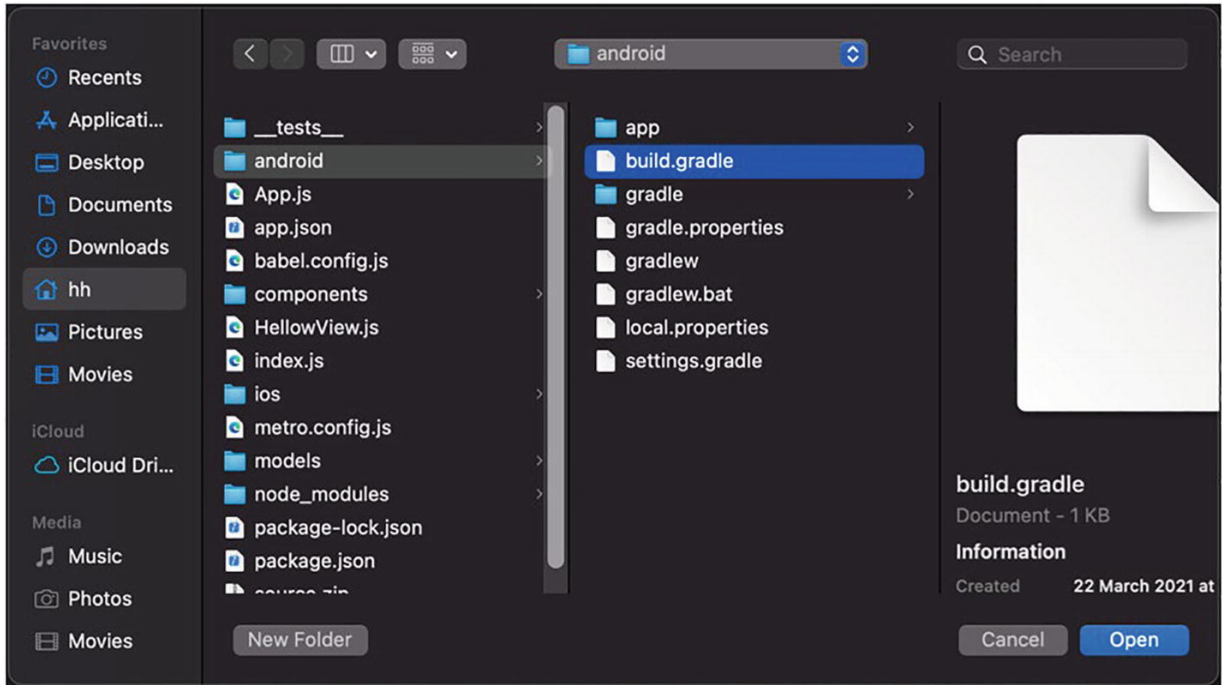 Favorites
Recents
Applicati...
Desktop
Documents
Downloads
hh
Pictures
Movies
iCloud
iCloud Dri...
Media
Music
Photos
Movies
android
Search
__tests__
android
App.js
app.json
babel.config.js
components
HellowView.js
index.js
ios
metro.config.js
models
node_modules
package-lock.json
package.json
source.zip
app
build.gradle
gradle
gradle.properties
gradlew
gradlew.bat
local.properties
settings.gradle
build.gradle
Document - 1 KB
Information
Created 22 March 2021 at
New Folder
Cancel
Open